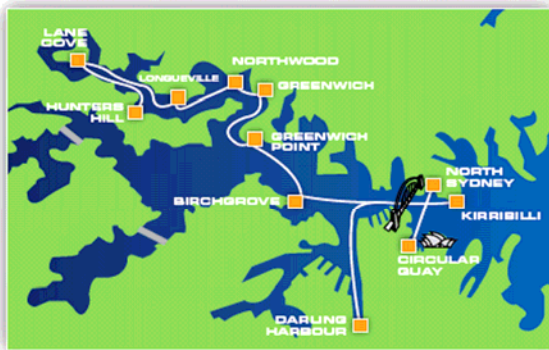 LANE
COVE
NORTHWOOD
LONGUEVILLE
GREENWICH
HUNTERS
HILL
GREENWICH
POINT
NORTH
SYDNEY
BIRCHGROVE
KIRRIBILLI
CIRCULAR
QUAY
DARLING
HARBOUR